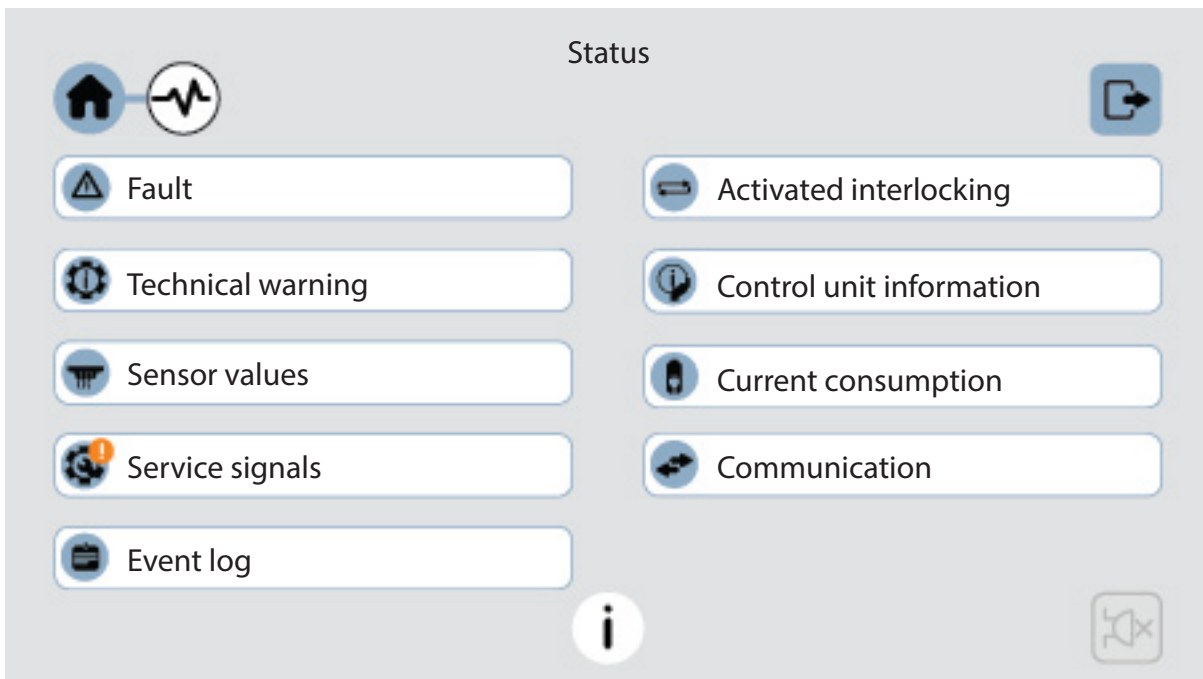 Status
Fault
Technical warning
Sensor values
Service signals
Event log
Activated interlocking
Control unit information
Current consumption
Communication
i